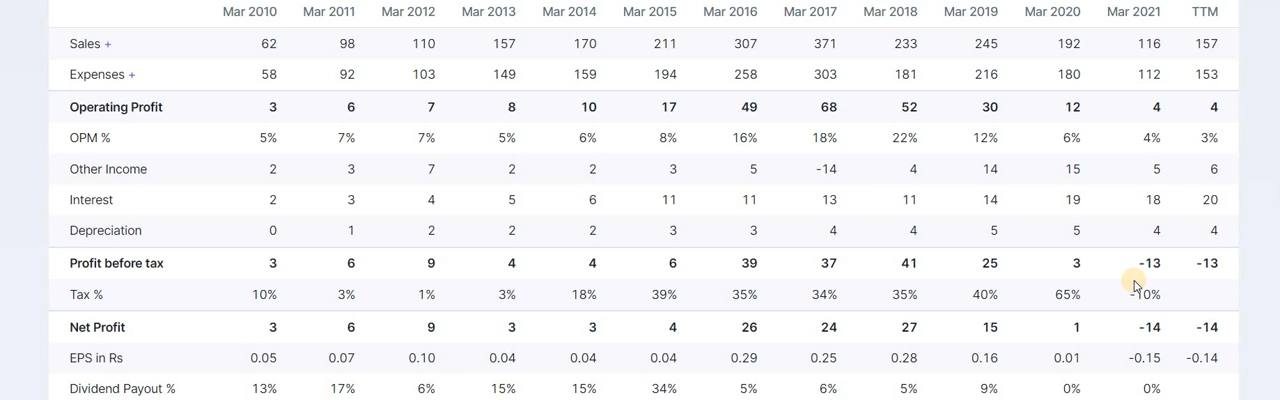 Mar 2010 Mar 2011 Mar 2012 Mar 2013 Mar 2014 Mar 2015 Mar 2016 Mar 2017 Mar 2018 Mar 2019 Mar 2020 Mar 2021 TTM
Sales + 62 98 110 157 170 211 307 371 233 245 192 116 157
Expenses + 58 92 103 149 159 194 258 303 181 216 180 112 153
Operating Profit 3 6 7 8 10 17 49 68 52 30 12 4 4
OPM % 5% 7% 7% 5% 6% 8% 16% 18% 22% 12% 6% 4% 3%
Other Income 2 3 7 2 2 3 5 -14 4 14 15 5 6
Interest 2 3 4 5 6 11 11 13 11 14 19 18 20
Depreciation 0 1 2 2 2 3 3 4 4 5 5 4 4
Profit before tax 3 6 9 4 4 6 39 37 41 25 3 -13 -13
Tax % 10% 3% 1% 3% 18% 39% 35% 34% 35% 40% 65% -10%
Net Profit 3 6 9 3 3 4 26 24 27 15 1 -14 -14
EPS in Rs 0.05 0.07 0.10 0.04 0.04 0.04 0.29 0.25 0.28 0.16 0.01 -0.15 -0.14
Dividend Payout % 13% 17% 6% 15% 15% 34% 5% 6% 5% 9% 0% 0%